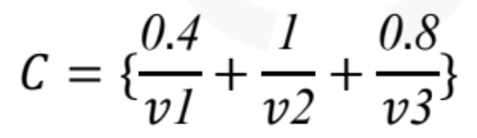 C = {0.4/v1 + 1/v2 + 0.8/v3}